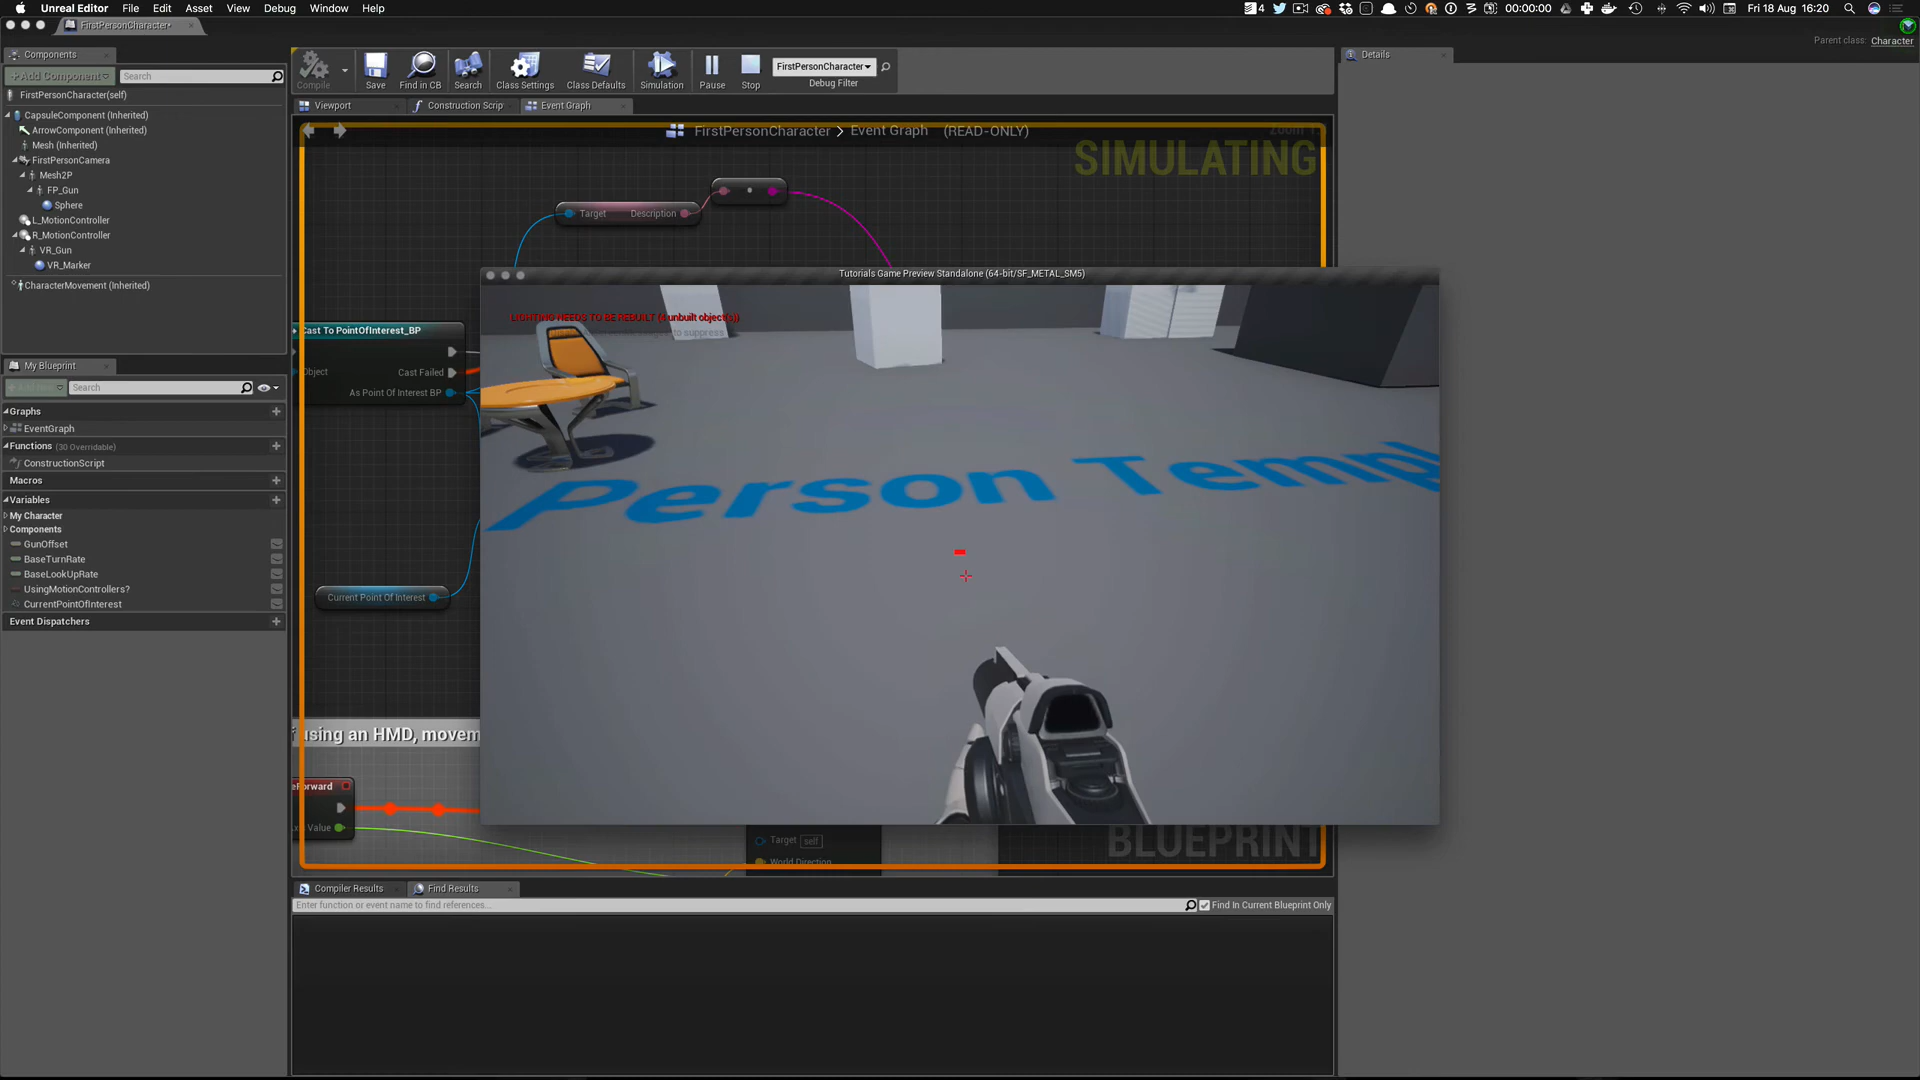 Unreal Editor File Edit Asset View Debug Window Help
4 00:00:00 Fri 18 Aug 16:20
FirstPersonCharacter*
Parent class: Character
Components
+Add Component Search
FirstPersonCharacter(self)
CapsuleComponent (Inherited)
ArrowComponent (Inherited)
Mesh (Inherited)
FirstPersonCamera
Mesh2P
FP_Gun
Sphere
L_MotionController
R_MotionController
VR_Gun
VR_Marker
CharacterMovement (Inherited)
My Blueprint
+Add New Search
Graphs
EventGraph
Functions (30 Overridable)
ConstructionScript
Macros
Variables
My Character
Components
GunOffset
BaseTurnRate
BaseLookUpRate
UsingMotionControllers?
CurrentPointOfInterest
Event Dispatchers
Compile Save Find in CB Search Class Settings Class Defaults Simulation Pause Stop
FirstPersonCharacter
Debug Filter
Viewport Construction Scrip Event Graph
FirstPersonCharacter > Event Graph (READ-ONLY)
SIMULATING
Target Description
Cast To PointOfInterest_BP
Object Cast Failed
As Point Of Interest BP
Current Point Of Interest
using an HMD, movem
Target self
World Direction
BLUEPRINT
Tutorials Game Preview Standalone (64-bit/SF_METAL_SM5)
LIGHTING NEEDS TO BE REBUILT
to suppress
Person Templ
Compiler Results Find Results
Enter function or event name to find references...
Find In Current Blueprint Only
Details